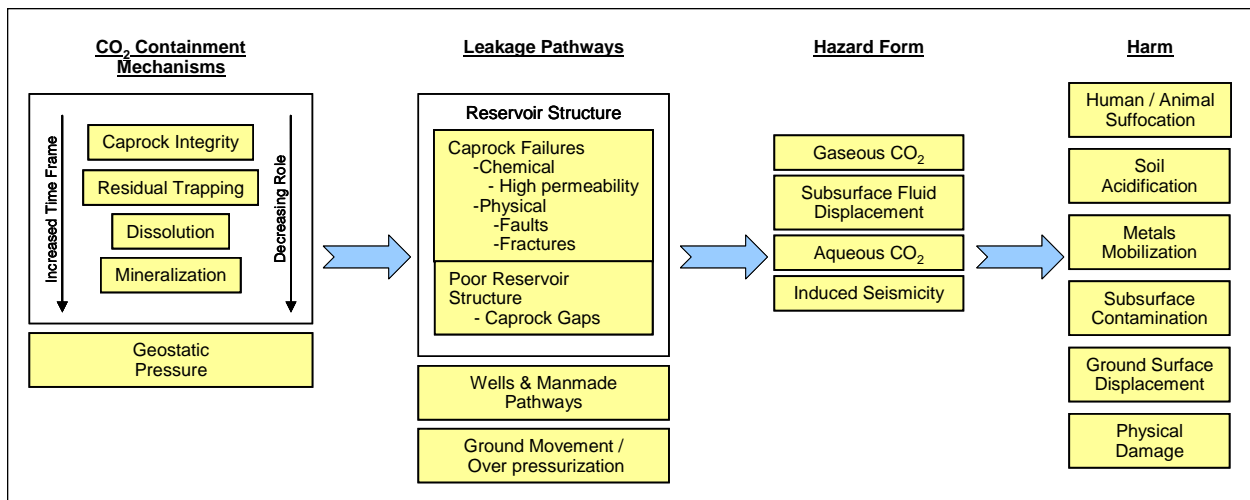 CO₂ Containment
Mechanisms
Increased Time Frame
Caprock Integrity
Residual Trapping
Dissolution
Mineralization
Decreasing Role
Geostatic
Pressure
Leakage Pathways
Reservoir Structure
Caprock Failures
-Chemical
- High permeability
-Physical
-Faults
-Fractures
Poor Reservoir
Structure
- Caprock Gaps
Wells & Manmade
Pathways
Ground Movement /
Over pressurization
Hazard Form
Gaseous CO₂
Subsurface Fluid
Displacement
Aqueous CO₂
Induced Seismicity
Harm
Human / Animal
Suffocation
Soil
Acidification
Metals
Mobilization
Subsurface
Contamination
Ground Surface
Displacement
Physical
Damage